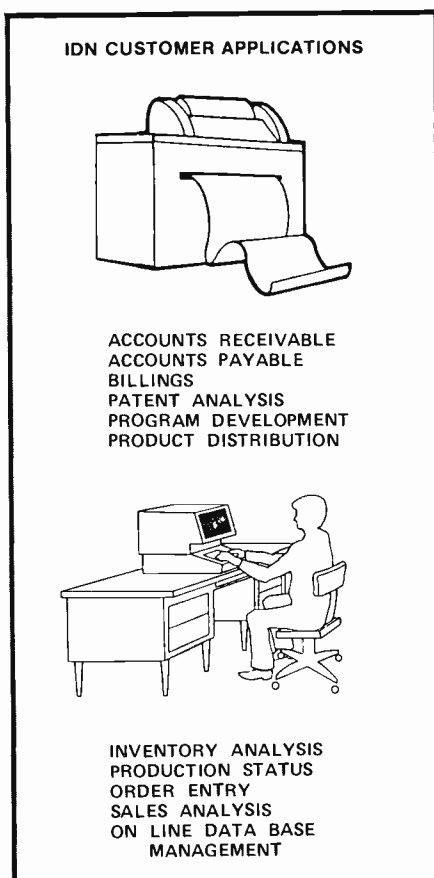 IDN CUSTOMER APPLICATIONS
ACCOUNTS RECEIVABLE
ACCOUNTS PAYABLE
BILLINGS
PATENT ANALYSIS
PROGRAM DEVELOPMENT
PRODUCT DISTRIBUTION
INVENTORY ANALYSIS
PRODUCTION STATUS
ORDER ENTRY
SALES ANALYSIS
ON LINE DATA BASE
MANAGEMENT